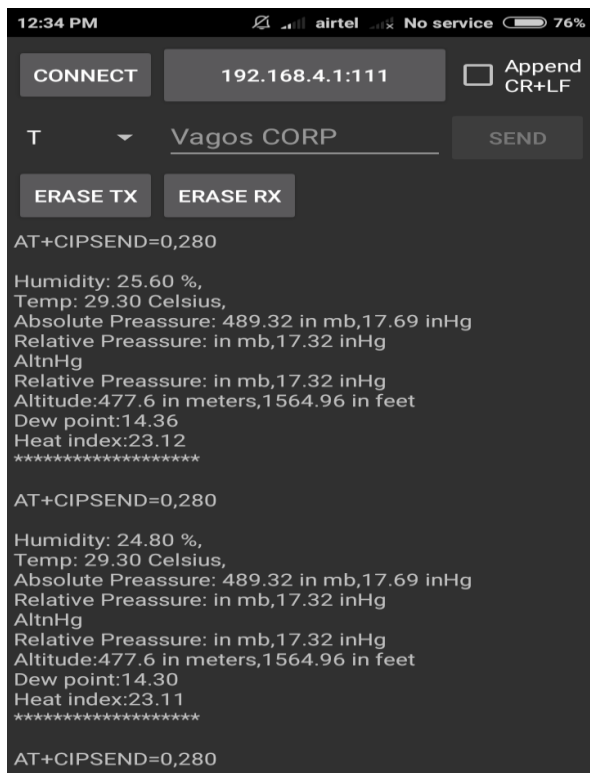 12:34 PM airtel No service 76%
CONNECT 192.168.4.1:111 Append
CR+LF
T Vagos CORP SEND
ERASE TX ERASE RX
AT+CIPSEND=0,280
Humidity: 25.60 %,
Temp: 29.30 Celsius,
Absolute Preassure: 489.32 in mb,17.69 inHg
Relative Preassure: in mb,17.32 inHg
AltnHg
Relative Preassure: in mb,17.32 inHg
Altitude:477.6 in meters,1564.96 in feet
Dew point:14.36
Heat index:23.12
*******************
AT+CIPSEND=0,280
Humidity: 24.80 %,
Temp: 29.30 Celsius,
Absolute Preassure: 489.32 in mb,17.69 inHg
Relative Preassure: in mb,17.32 inHg
AltnHg
Relative Preassure: in mb,17.32 inHg
Altitude:477.6 in meters,1564.96 in feet
Dew point:14.30
Heat index:23.11
*******************
AT+CIPSEND=0,280